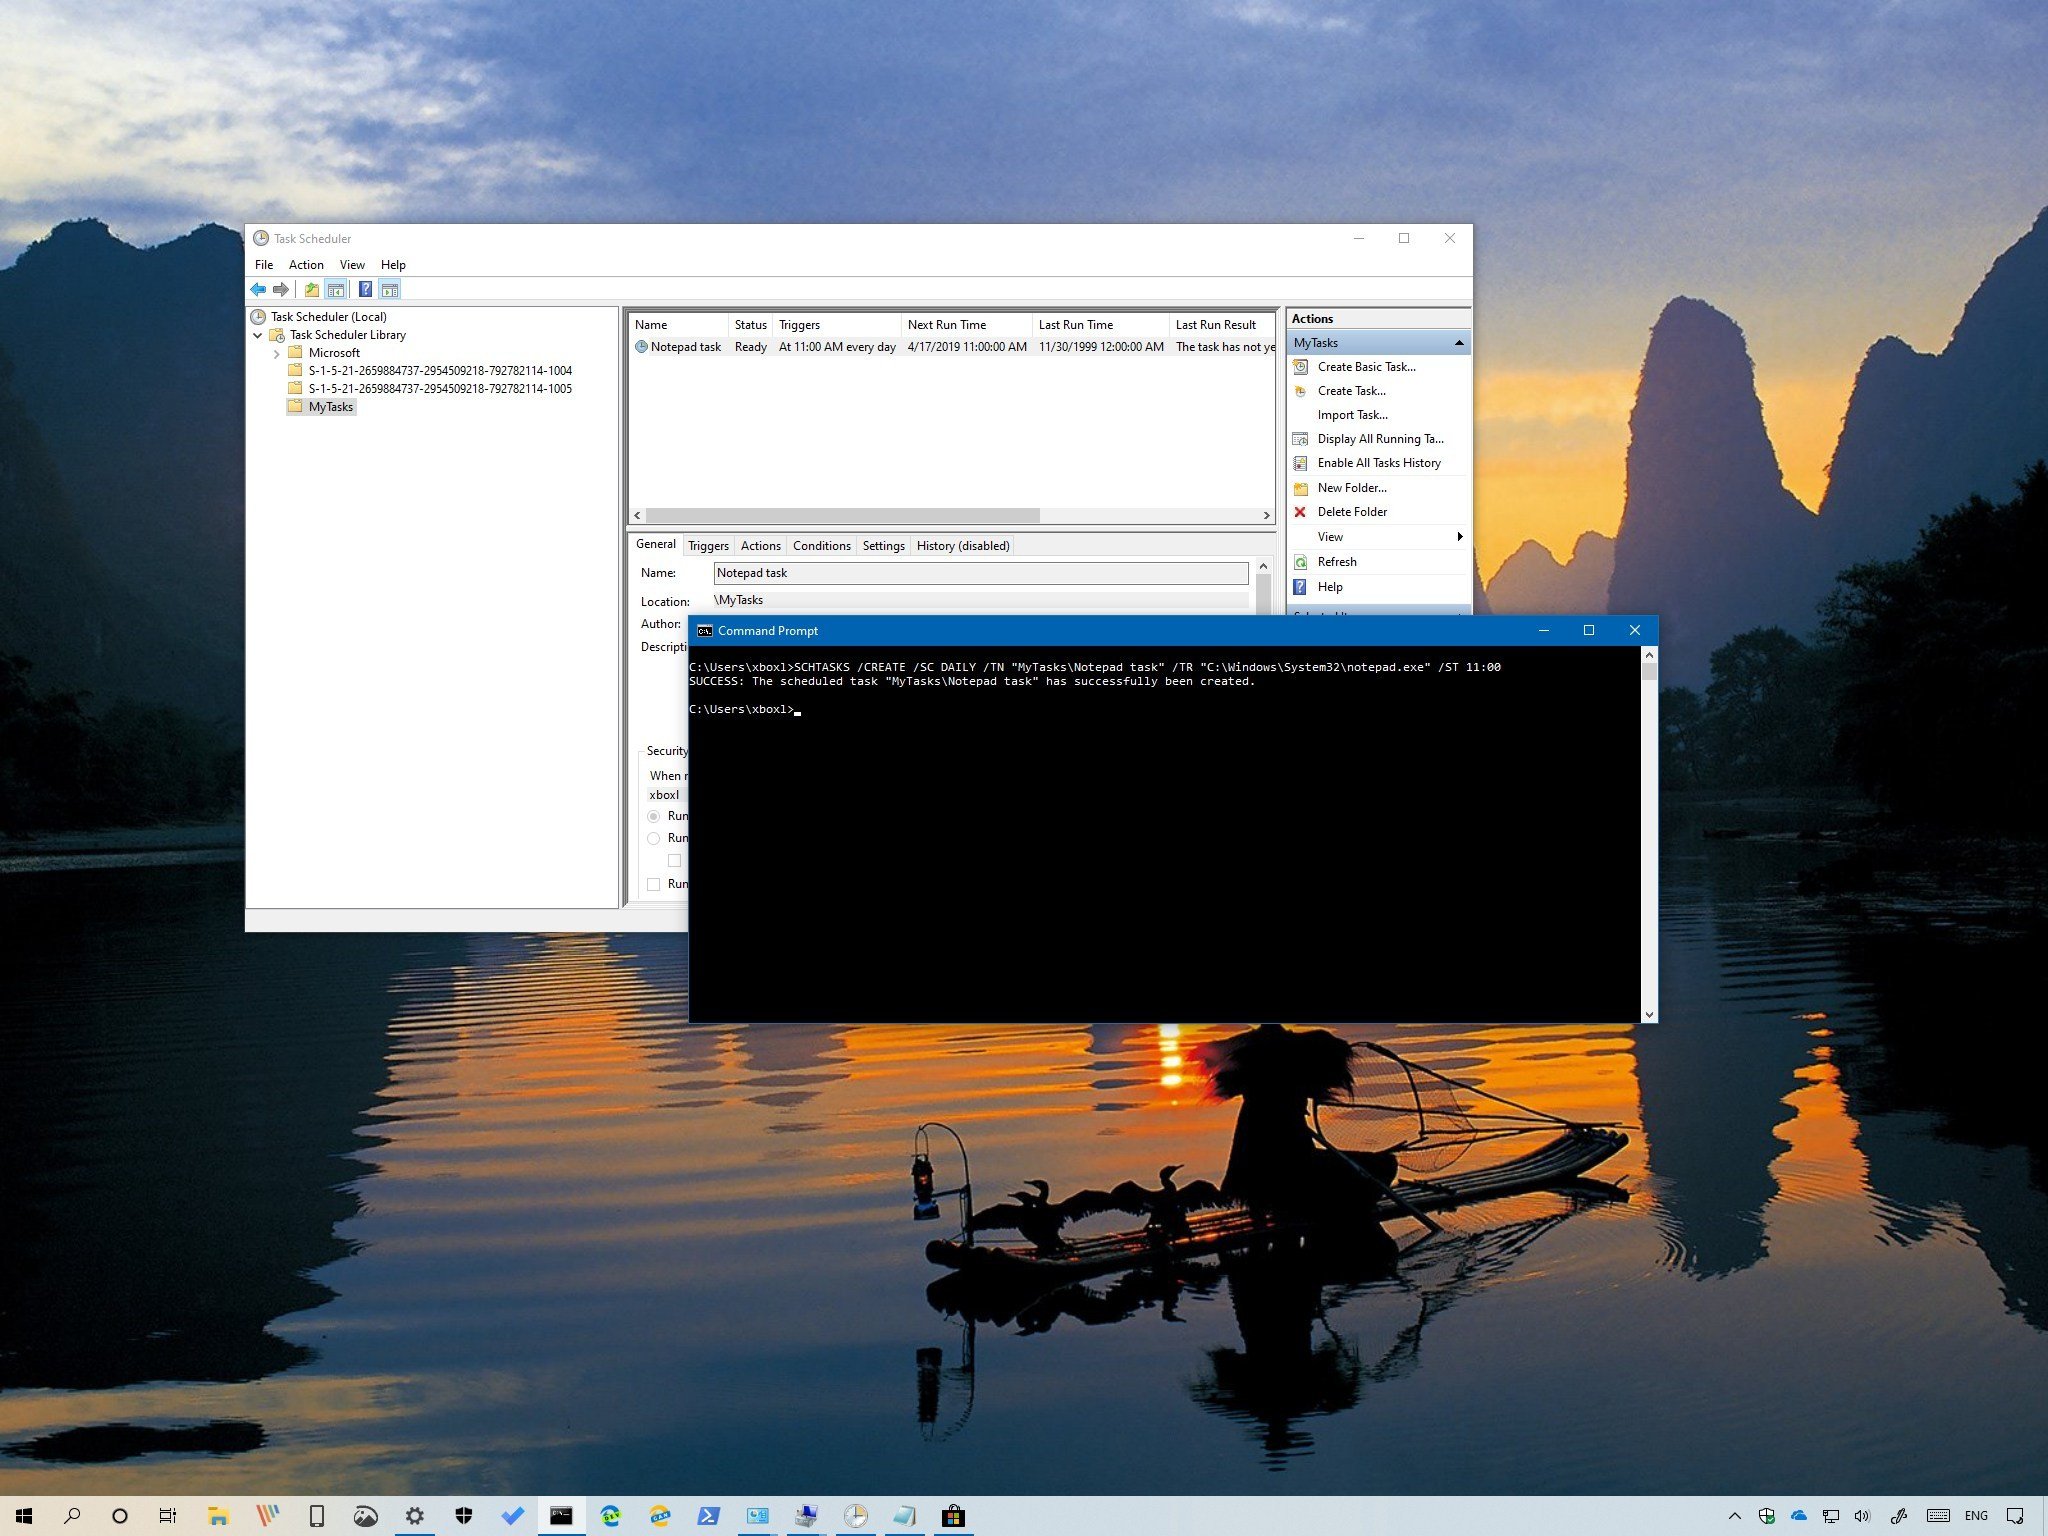 Task Scheduler
File Action View Help
Task Scheduler (Local)
Task Scheduler Library
Microsoft
S-1-5-21-2659884737-2954509218-792782114-1004
S-1-5-21-2659884737-2954509218-792782114-1005
MyTasks
Name Status Triggers Next Run Time Last Run Time Last Run Result
Notepad task Ready At 11:00 AM every day 4/17/2019 11:00:00 AM 11/30/1999 12:00:00 AM The task has not ye
General Triggers Actions Conditions Settings History (disabled)
Name: Notepad task
Location: \MyTasks
Author:
Descripti
Security
When r
xboxl
Run
Run
Run
Actions
MyTasks
Create Basic Task...
Create Task...
Import Task...
Display All Running Ta...
Enable All Tasks History
New Folder...
Delete Folder
View
Refresh
Help
Command Prompt
C:\Users\xboxl>SCHTASKS /CREATE /SC DAILY /TN "MyTasks\Notepad task" /TR "C:\Windows\System32\notepad.exe" /ST 11:00
SUCCESS: The scheduled task "MyTasks\Notepad task" has successfully been created.
C:\Users\xboxl>
DEV
CAN
ENG